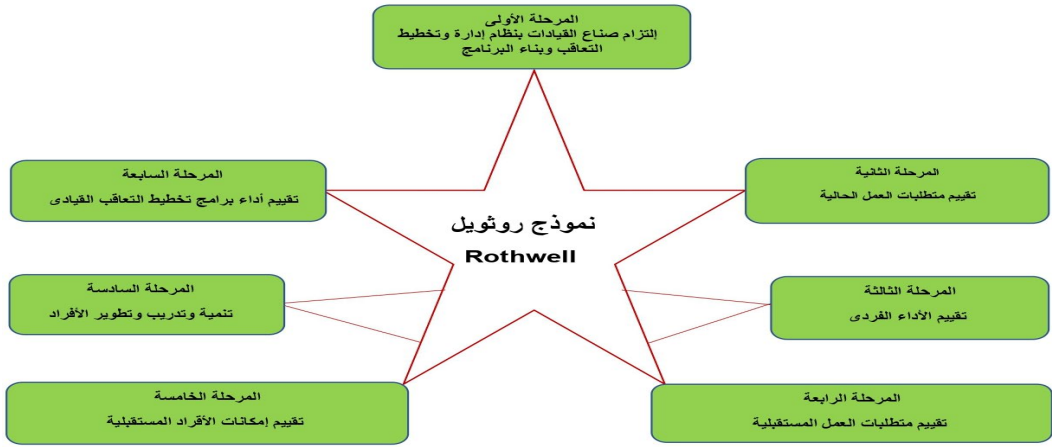 المرحلة الأولى
إلتزام صناع القيادات بنظام إدارة وتخطيط
التعاقب وبناء البرنامج
المرحلة الثانية
تقييم متطلبات العمل الحالية
المرحلة الثالثة
تقييم الأداء الفردى
المرحلة الرابعة
تقييم متطلبات العمل المستقبلية
المرحلة الخامسة
تقييم إمكانات الأفراد المستقبلية
المرحلة السادسة
تنمية وتدريب وتطوير الأفراد
المرحلة السابعة
تقييم أداء برامج تخطيط التعاقب القيادى
نموذج روثويل
Rothwell